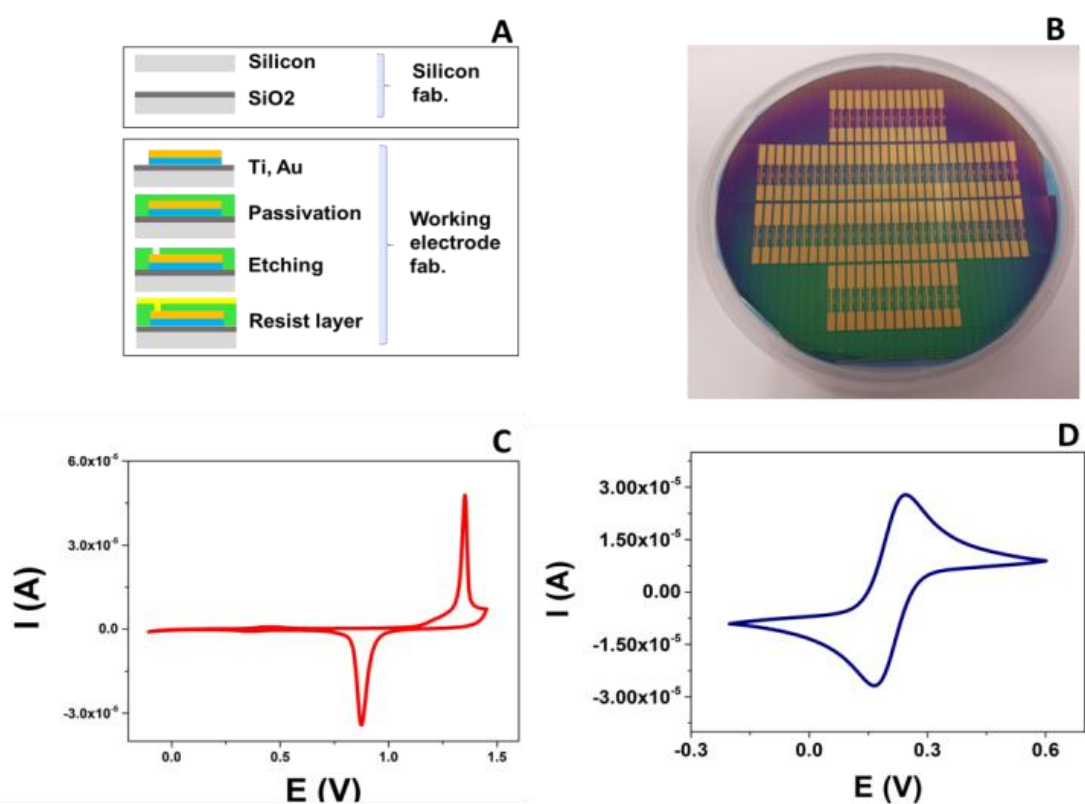 A
Silicon
SiO2
Silicon
fab.
Ti, Au
Passivation
Etching
Resist layer
Working
electrode
fab.
B
C
6.0x10⁻⁵
3.0x10⁻⁵
0.0
-3.0x10⁻⁵
I (A)
0.0 0.5 1.0 1.5
E (V)
D
3.00x10⁻⁵
1.50x10⁻⁵
0.00
-1.50x10⁻⁵
-3.00x10⁻⁵
I (A)
-0.3 0.0 0.3 0.6
E (V)